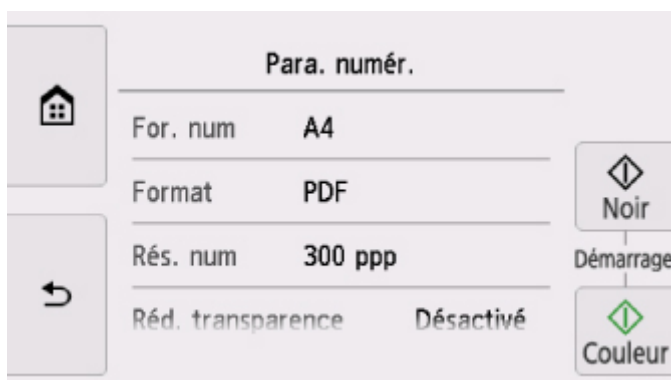 Para. numér.
For. num A4
Format PDF
Rés. num 300 ppp
Réd. transparence Désactivé
Noir
Démarrage
Couleur